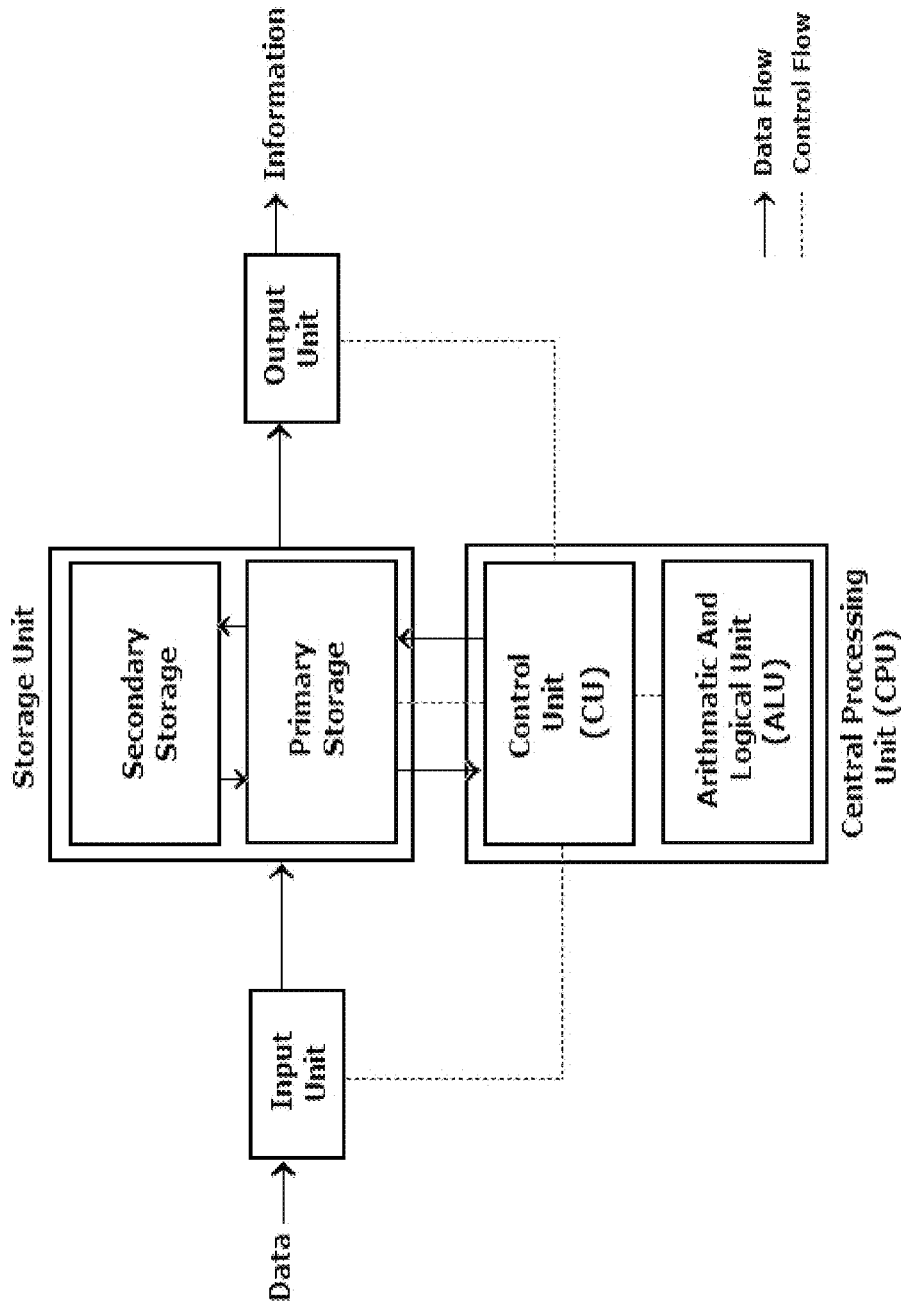 Storage Unit
Secondary
Storage
Primary
Storage
Data
Input
Unit
Output
Unit
Information
Control
Unit
(CU)
Arithmatic And
Logical Unit
(ALU)
Central Processing
Unit (CPU)
Data Flow
Control Flow